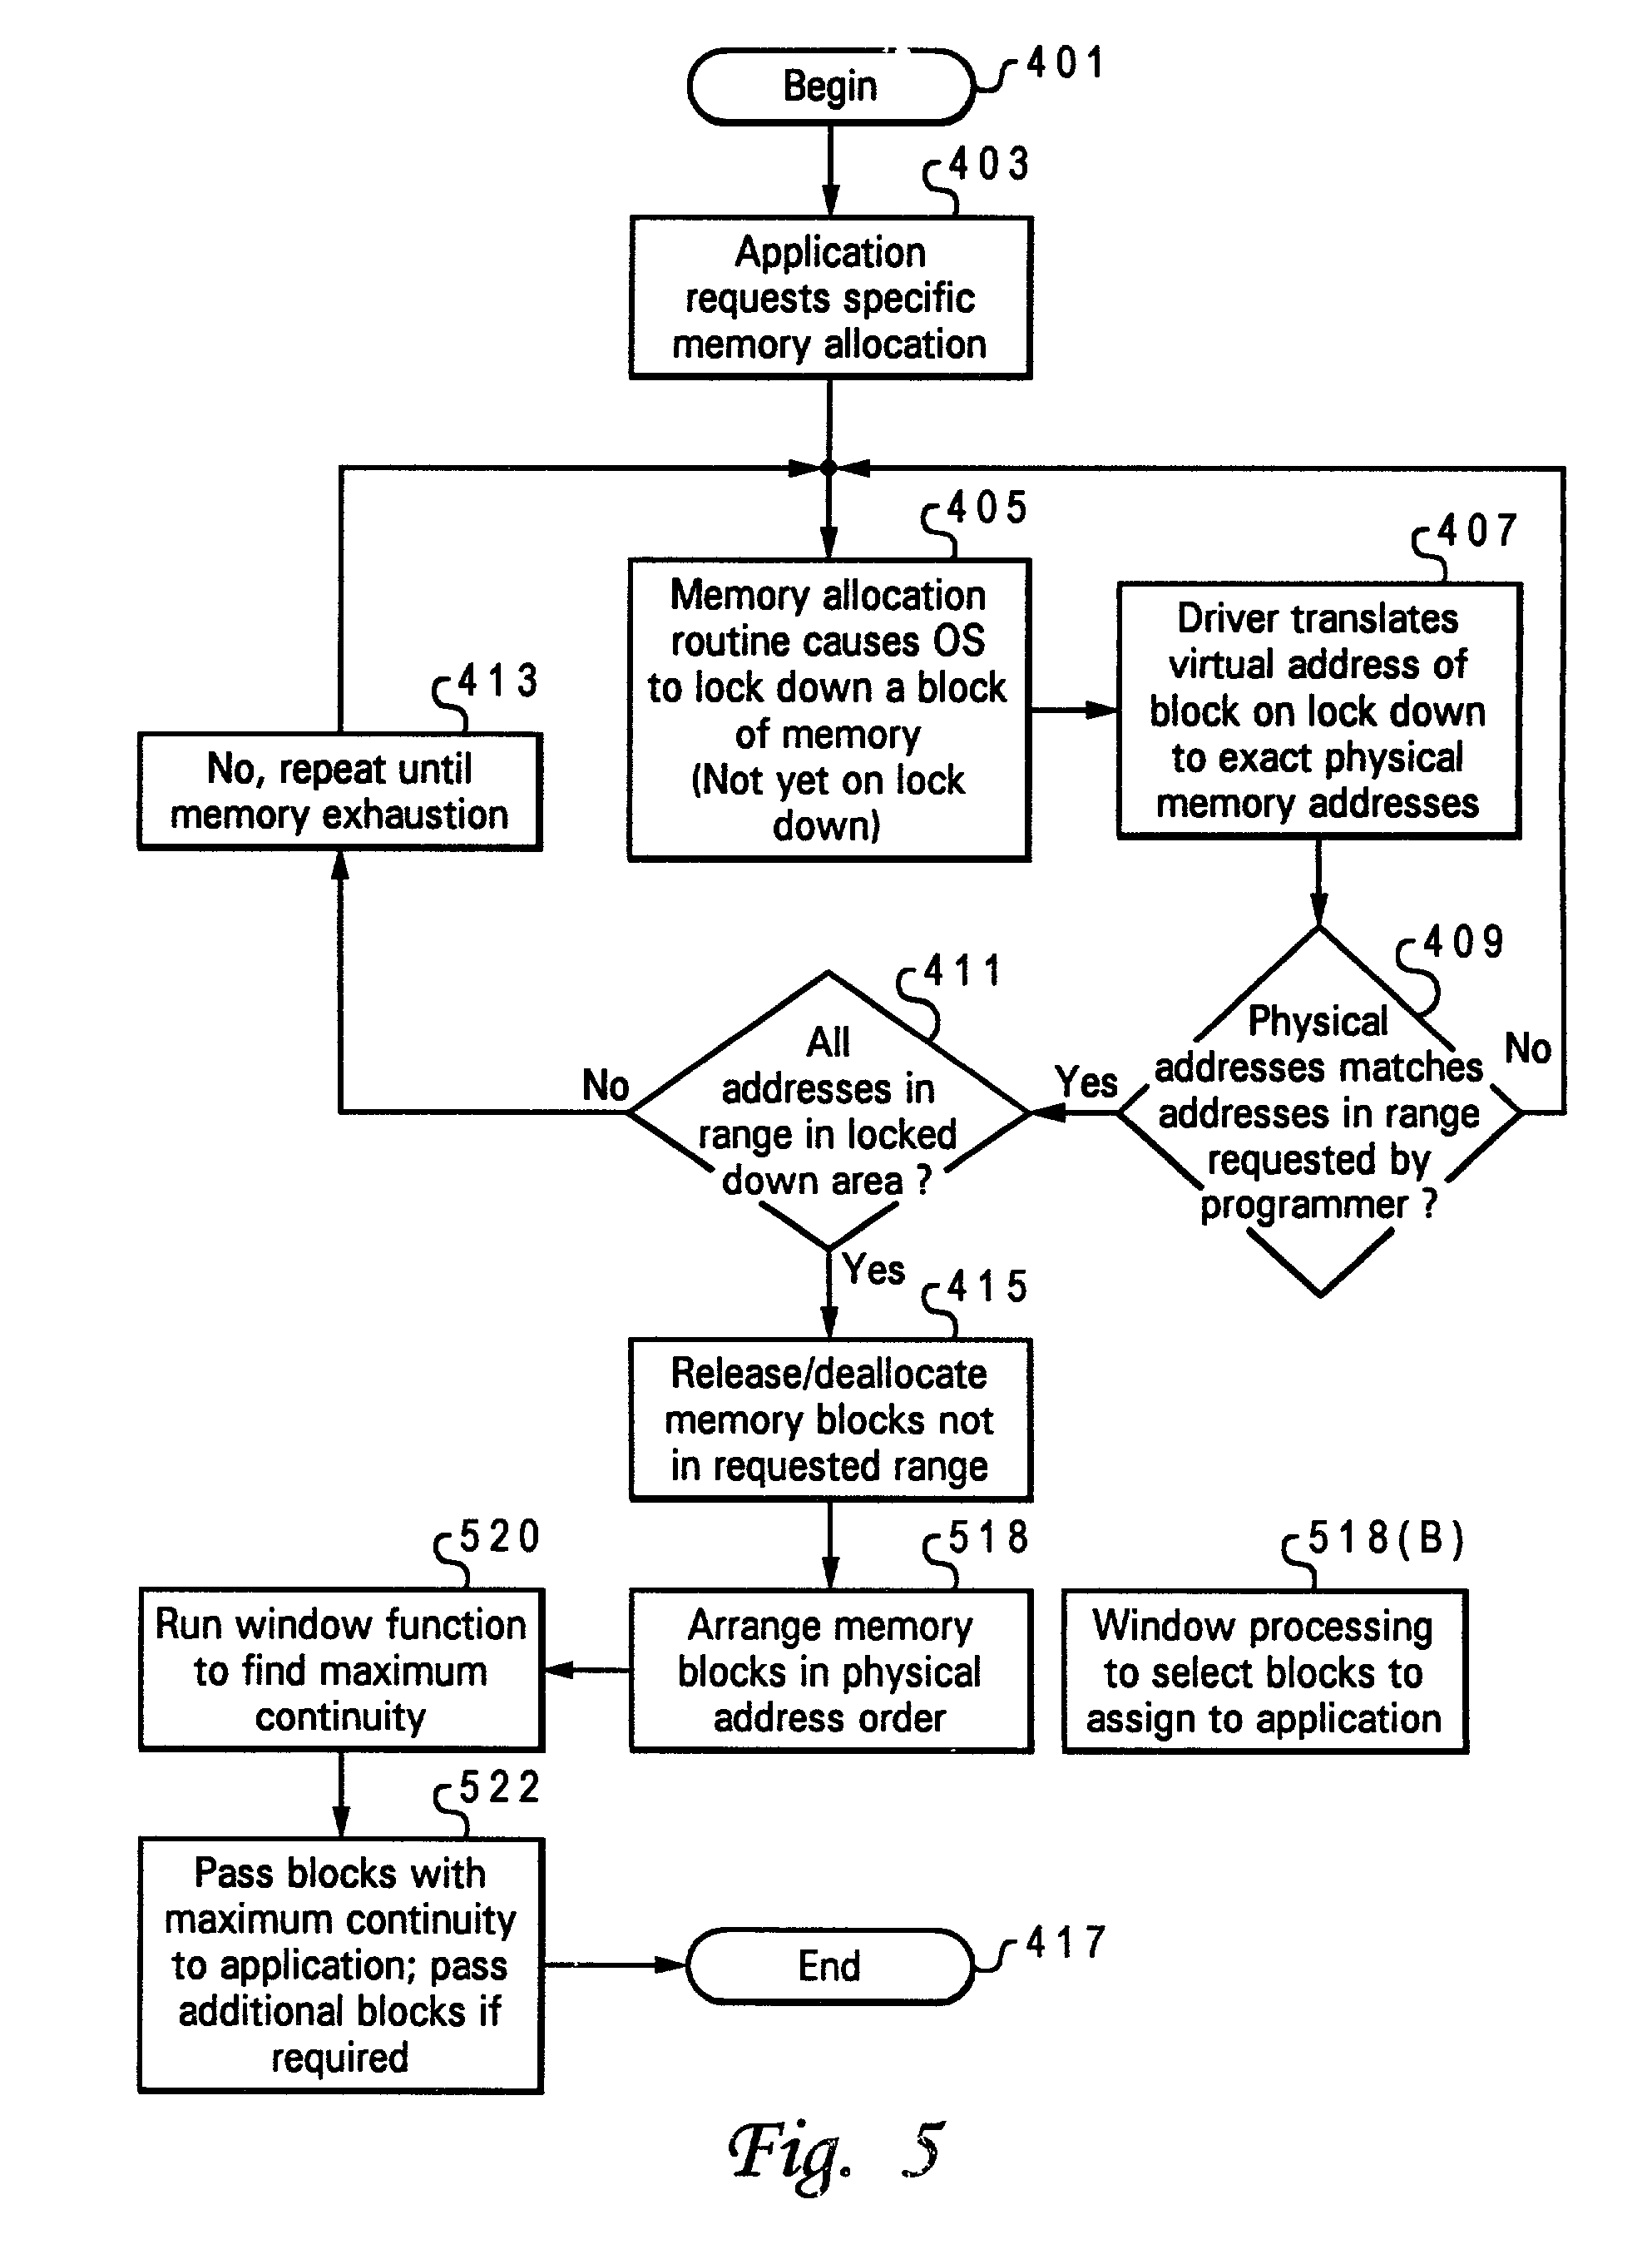 401
Begin
403
Application
requests specific
memory allocation
405
Memory allocation
routine causes OS
to lock down a block
of memory
(Not yet on lock
down)
407
Driver translates
virtual address of
block on lock down
to exact physical
memory addresses
413
No, repeat until
memory exhaustion
409
Physical
addresses matches
addresses in range
requested by
programmer ?
No
Yes
411
All
addresses in
range in locked
down area ?
No
Yes
415
Release/deallocate
memory blocks not
in requested range
518
Arrange memory
blocks in physical
address order
518(B)
Window processing
to select blocks to
assign to application
520
Run window function
to find maximum
continuity
522
Pass blocks with
maximum continuity
to application; pass
additional blocks if
required
End
417
Fig. 5